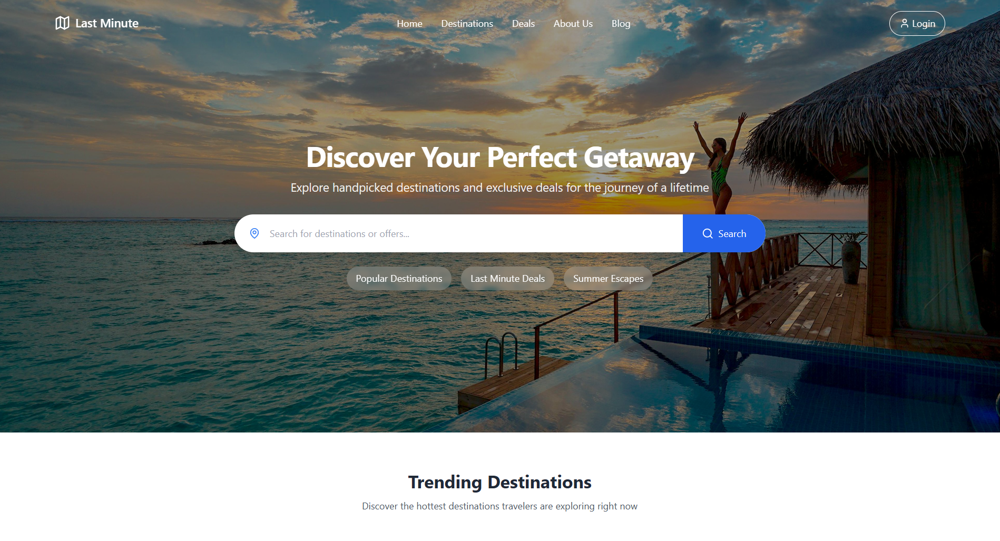 Last Minute
Home
Destinations
Deals
About Us
Blog
Login
Discover Your Perfect Getaway
Explore handpicked destinations and exclusive deals for the journey of a lifetime
Search for destinations or offers...
Search
Popular Destinations
Last Minute Deals
Summer Escapes
Trending Destinations
Discover the hottest destinations travelers are exploring right now